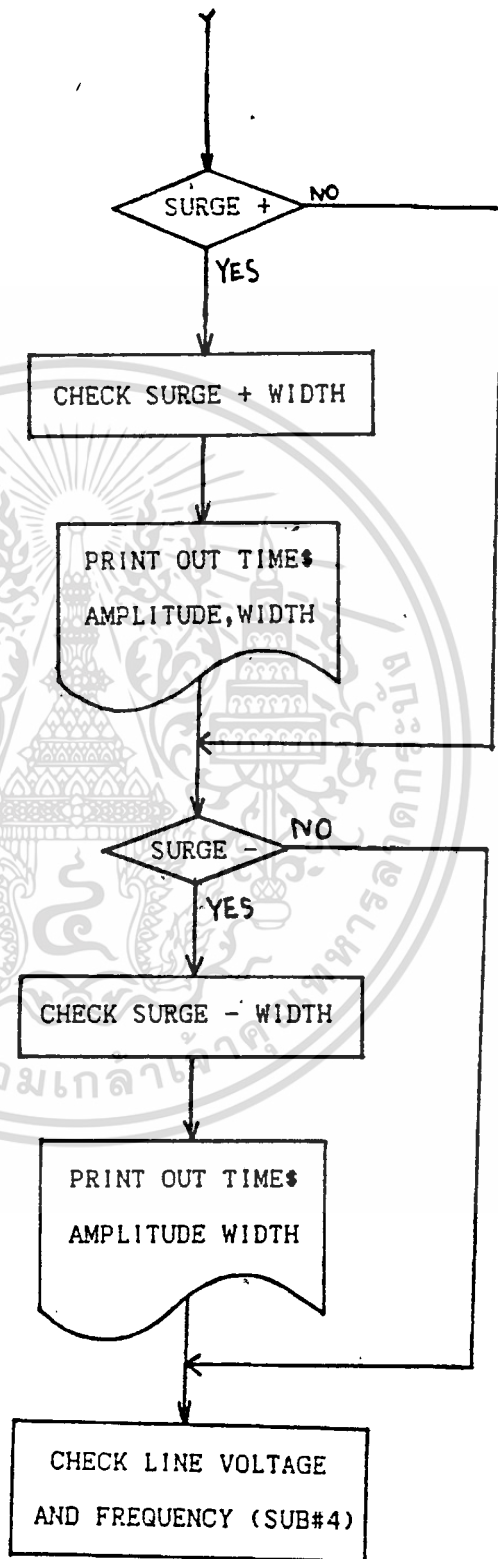 SURGE +
NO
YES
CHECK SURGE + WIDTH
PRINT OUT TIME$
AMPLITUDE,WIDTH
SURGE -
NO
YES
CHECK SURGE - WIDTH
PRINT OUT TIME$
AMPLITUDE WIDTH
CHECK LINE VOLTAGE
AND FREQUENCY (SUB#4)